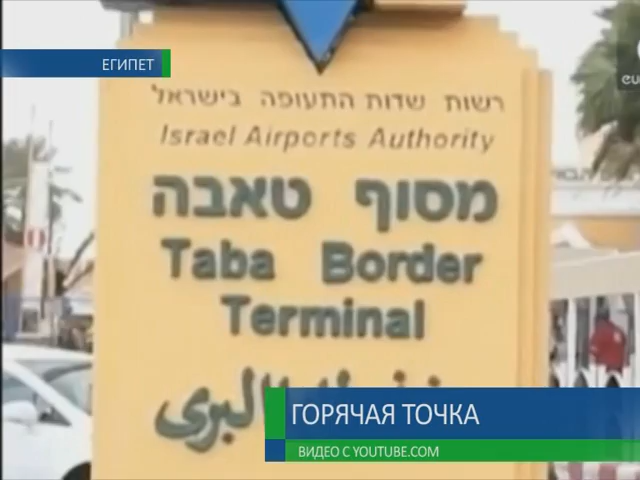 ЕГИПЕТ
רשות שדות התעופה בישראל
Israel Airports Authority
מסוף טאבה
Taba Border
Terminal
البرى
ГОРЯЧАЯ ТОЧКА
ВИДЕО С YOUTUBE.COM